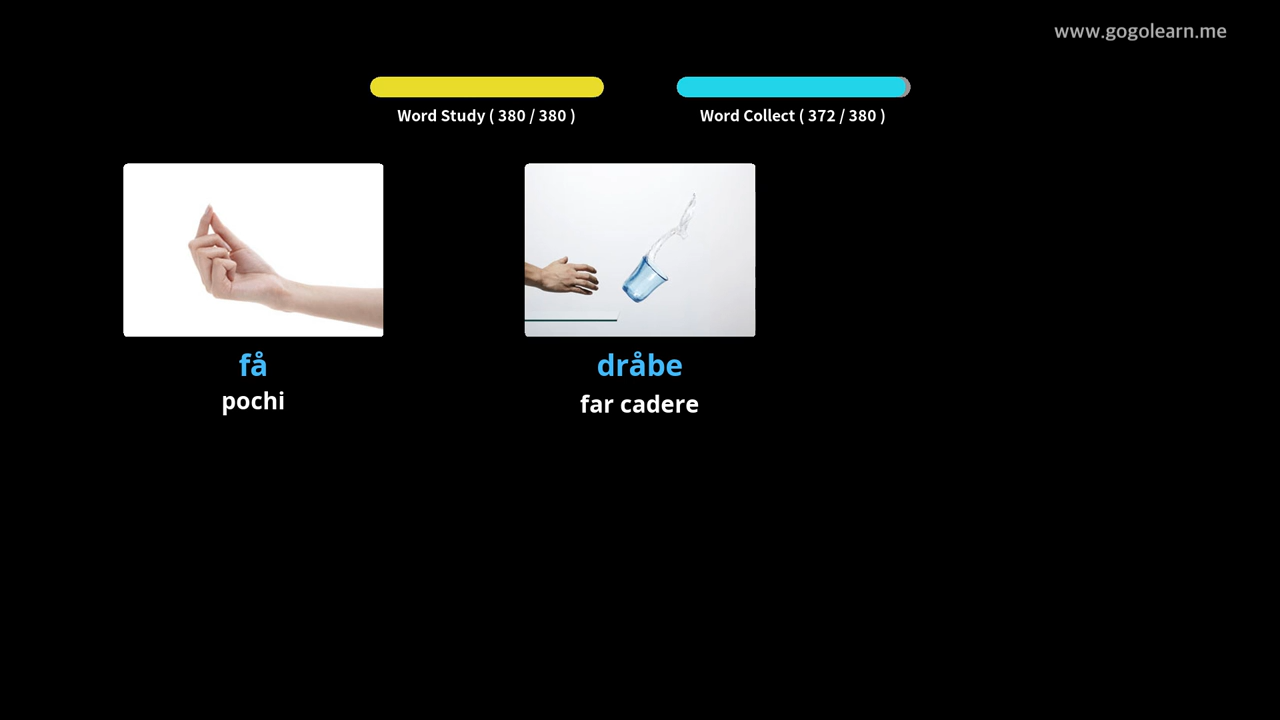 www.gogolearn.me
Word Study ( 380 / 380 )
Word Collect ( 372 / 380 )
få
pochi
dråbe
far cadere